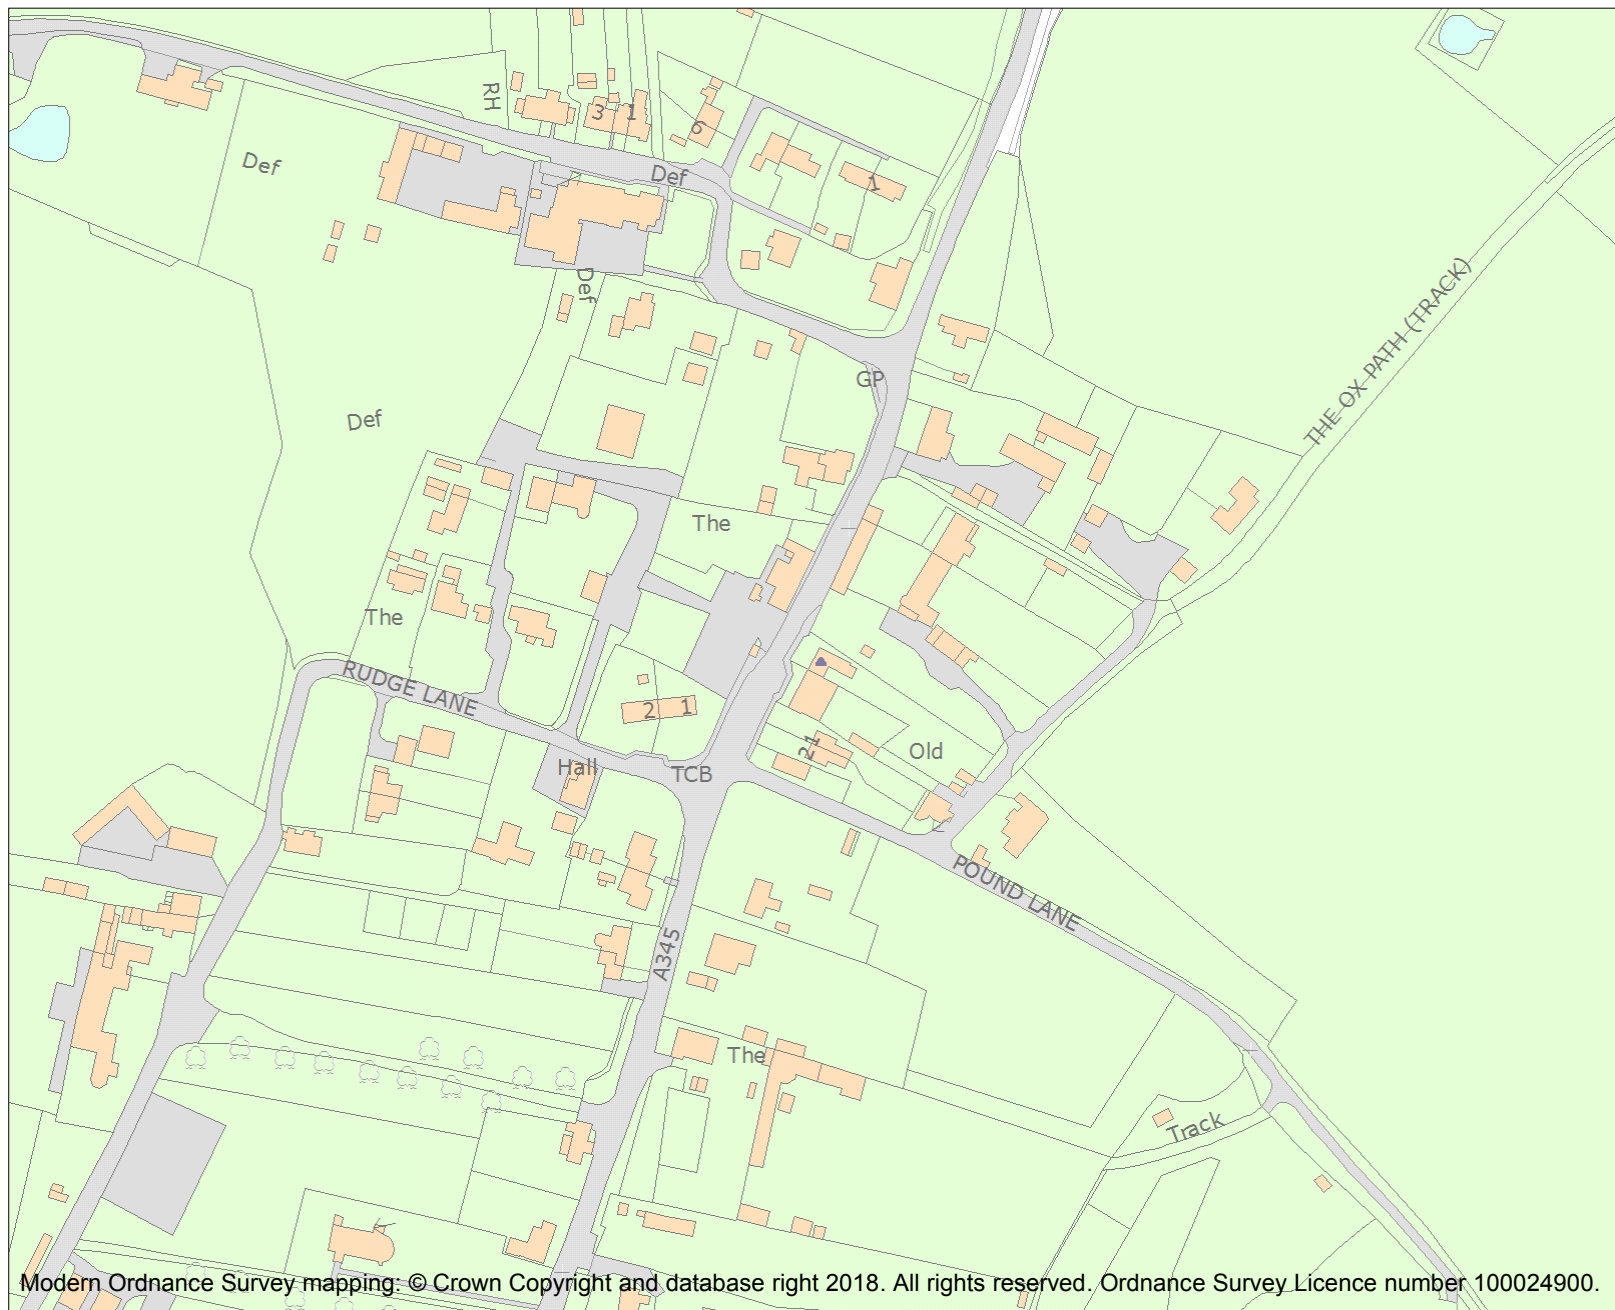 RH
3 1
6
Def
Def
1
Def
THE OX PATH (TRACK)
GP
Def
The
The
RUDGE LANE
2 1
21
Old
Hall
TCB
POUND LANE
A345
The
Track
Modern Ordnance Survey mapping: © Crown Copyright and database right 2018. All rights reserved. Ordnance Survey Licence number 100024900.